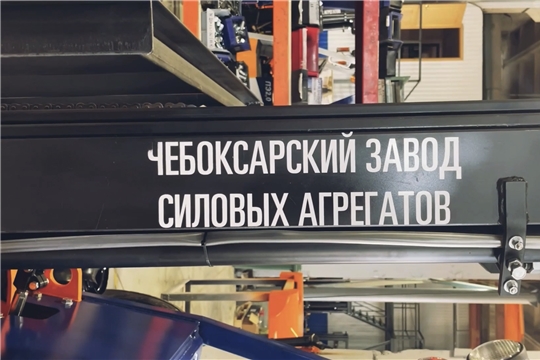 ЧЕБОКСАРСКИЙ ЗАВОД
СИЛОВЫХ АГРЕГАТОВ